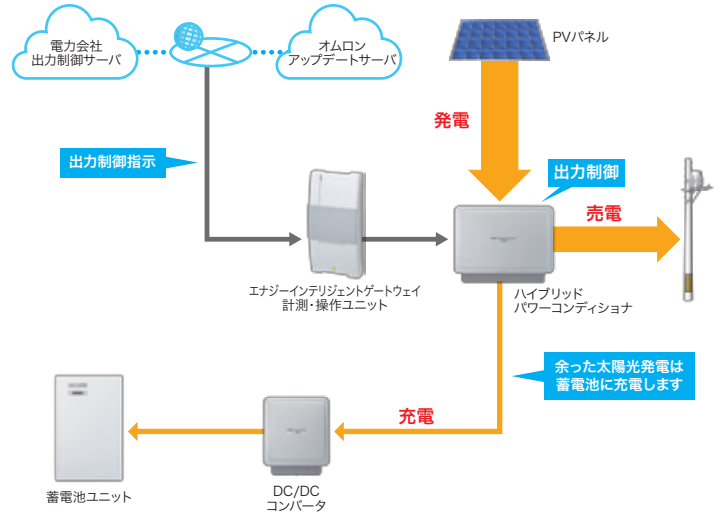 電力会社
出力制御サーバ
オムロン
アップデートサーバ
PVパネル
発電
出力制御指示
出力制御
売電
エナジーインテリジェントゲートウェイ
計測・操作ユニット
ハイブリッド
パワーコンディショナ
余った太陽光発電は
蓄電池に充電します
充電
蓄電池ユニット
DC/DC
コンバータ